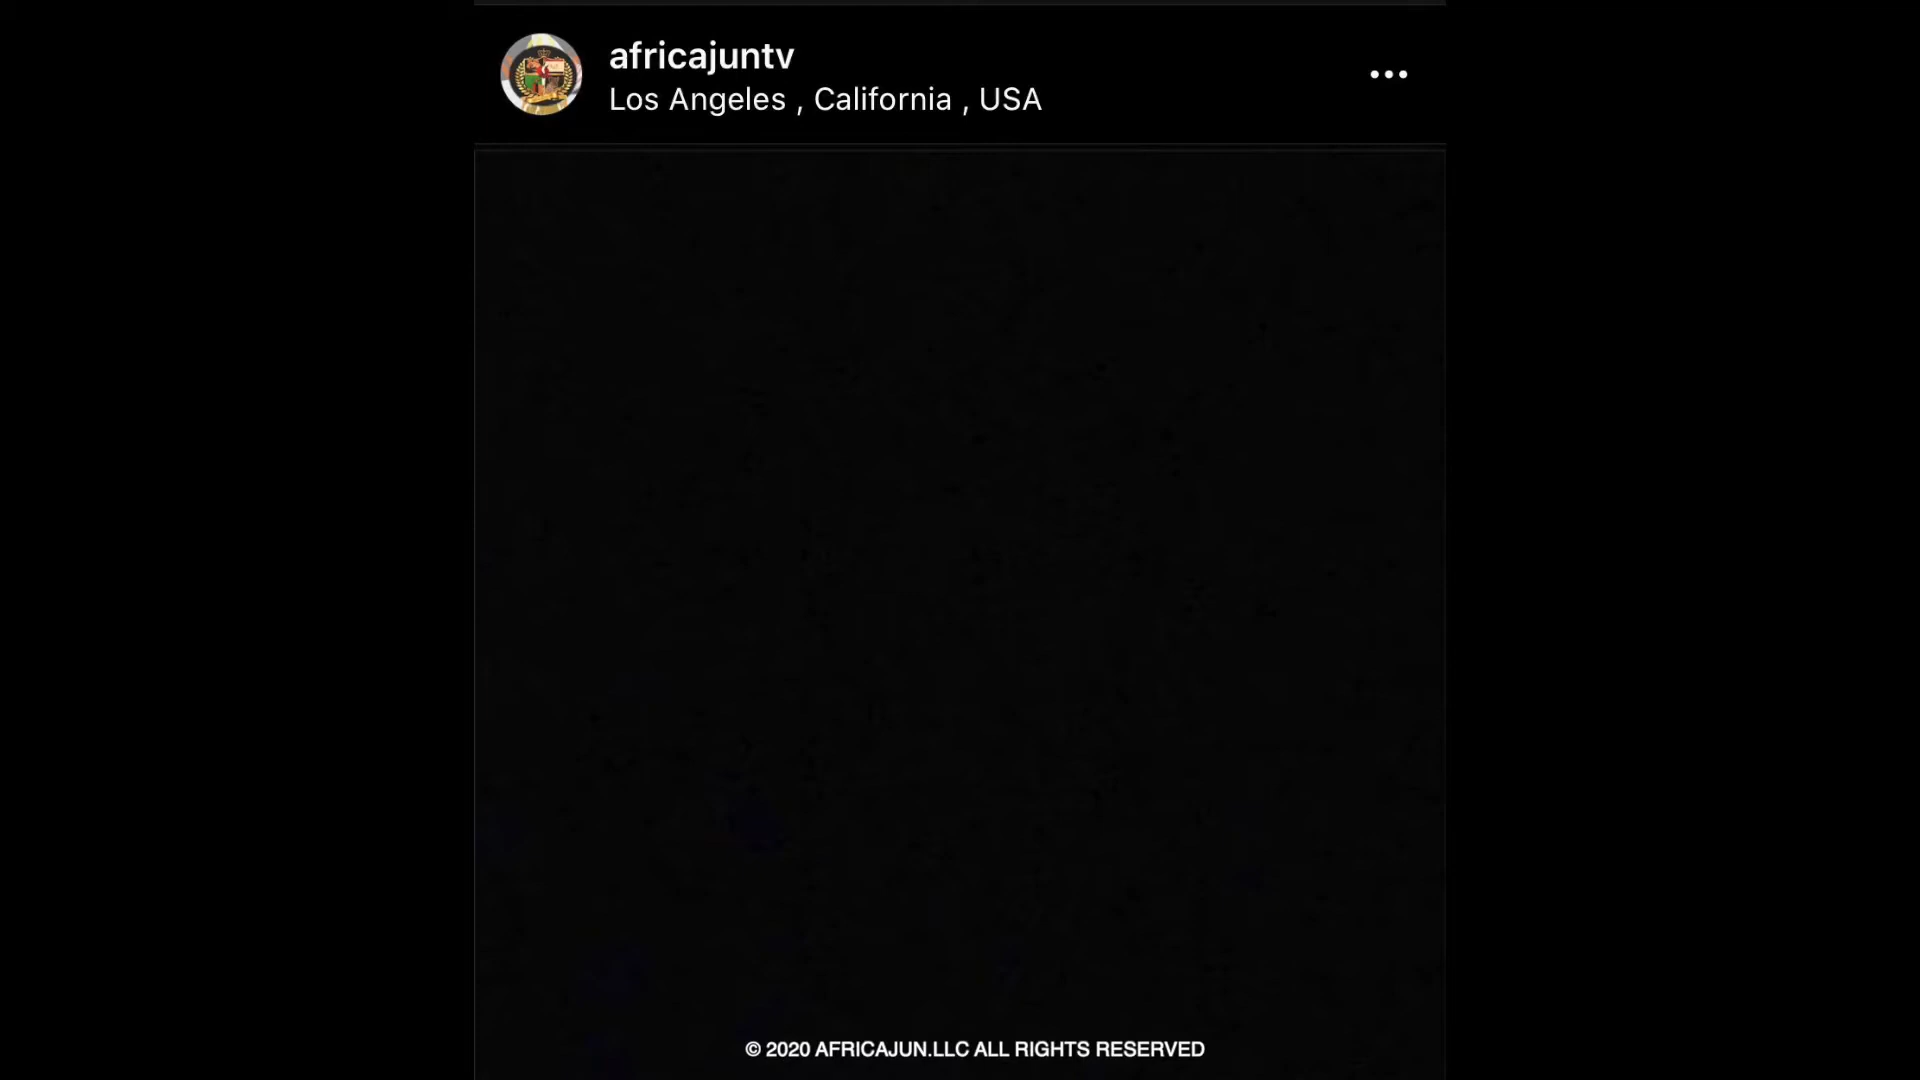 africajuntv
Los Angeles , California , USA
© 2020 AFRICAJUN.LLC ALL RIGHTS RESERVED